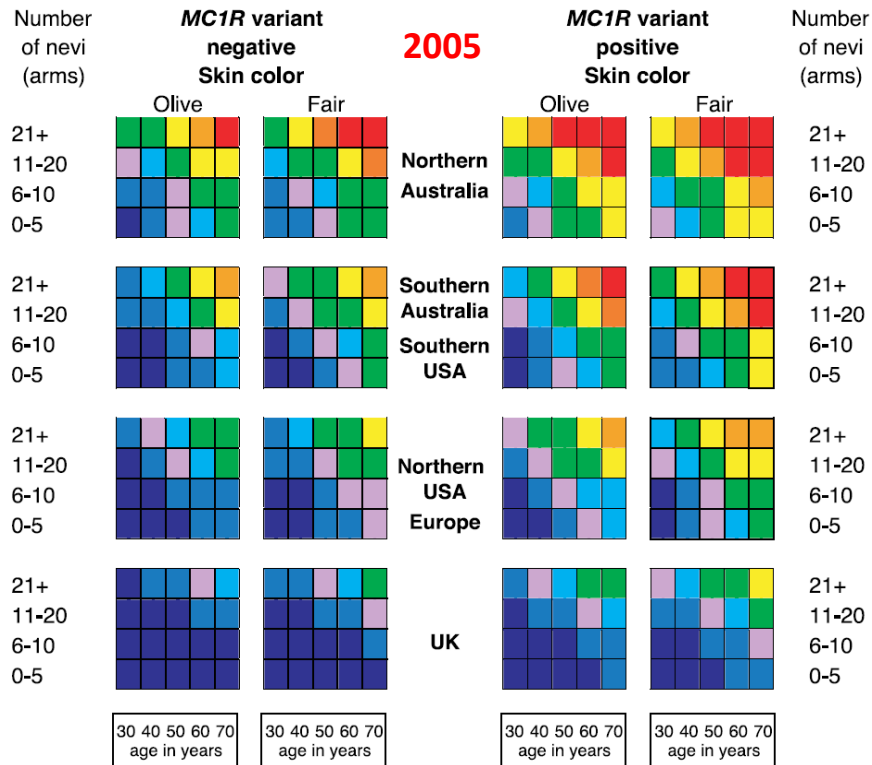 Number
of nevi
(arms)
MC1R variant
negative
Skin color
2005
MC1R variant
positive
Skin color
Number
of nevi
(arms)
Olive Fair
Olive Fair
21+
11-20
6-10
0-5
Northern
Australia
21+
11-20
6-10
0-5
21+
11-20
6-10
0-5
Southern
Australia
Southern
USA
21+
11-20
6-10
0-5
21+
11-20
6-10
0-5
Northern
USA
Europe
21+
11-20
6-10
0-5
21+
11-20
6-10
0-5
UK
21+
11-20
6-10
0-5
30 40 50 60 70
age in years
30 40 50 60 70
age in years
30 40 50 60 70
age in years
30 40 50 60 70
age in years